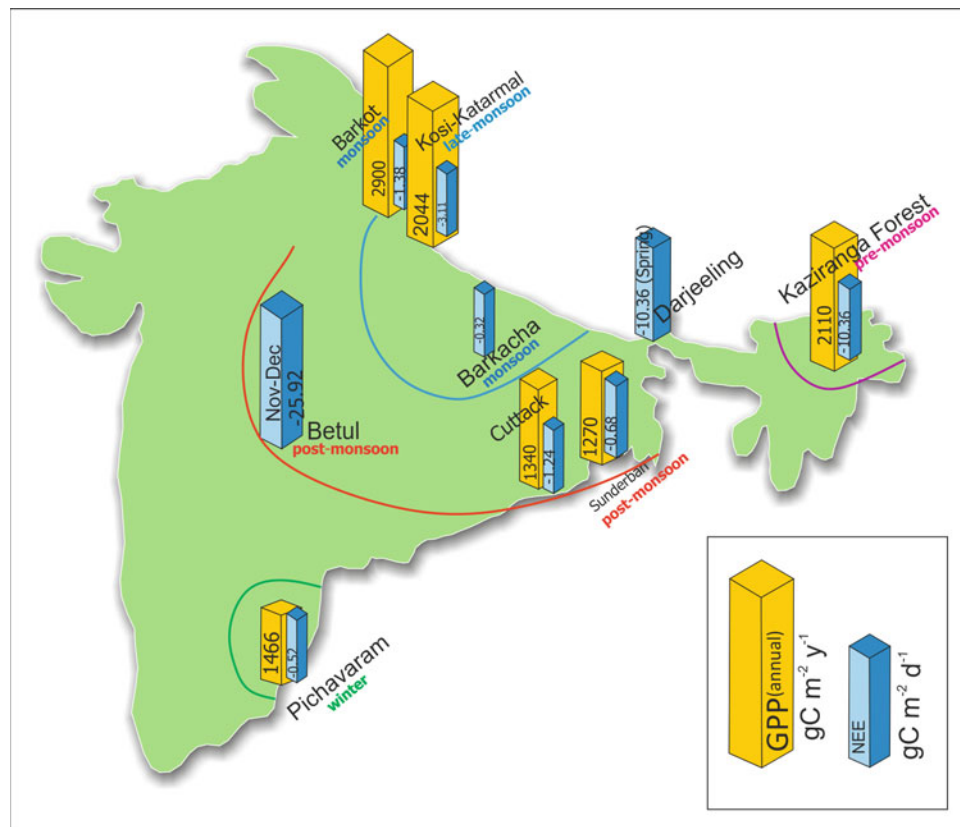 Barkot
monsoon
2900
-1.38
Kosi-Katarmal
late-monsoon
2044
-3.11
Kaziranga Forest
pre-monsoon
2110
-10.36
-10.36 (Spring)
Darjeeling
-0.32
Barkacha
monsoon
Nov-Dec
-25.92
Betul
post-monsoon
Cuttack
1340
-1.24
1270
-0.68
Sunderban
post-monsoon
1466
-0.52
Pichavaram
winter
GPP(annual)
gC m-2 y-1
NEE
gC m-2 d-1